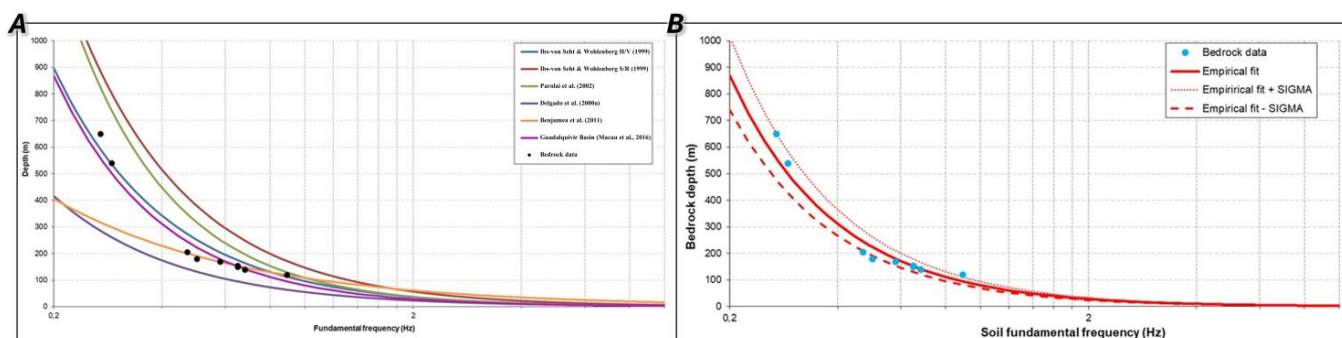 A
1000
900
800
700
600
500
400
300
200
100
0
Depth (m)
0,2
2
Fundamental frequency (Hz)
Ibs-von Seht & Wohlenberg H/V (1999)
Ibs-von Seht & Wohlenberg S/R (1999)
Parolai et al. (2002)
Delgado et al. (2000a)
Benjumea et al. (2011)
Guadalquivir Basin (Macau et al., 2016)
Bedrock data
B
1000
900
800
700
600
500
400
300
200
100
0
Bedrock depth (m)
0,2
2
Soil fundamental frequency (Hz)
Bedrock data
Empirical fit
Empirirical fit + SIGMA
Empirical fit - SIGMA